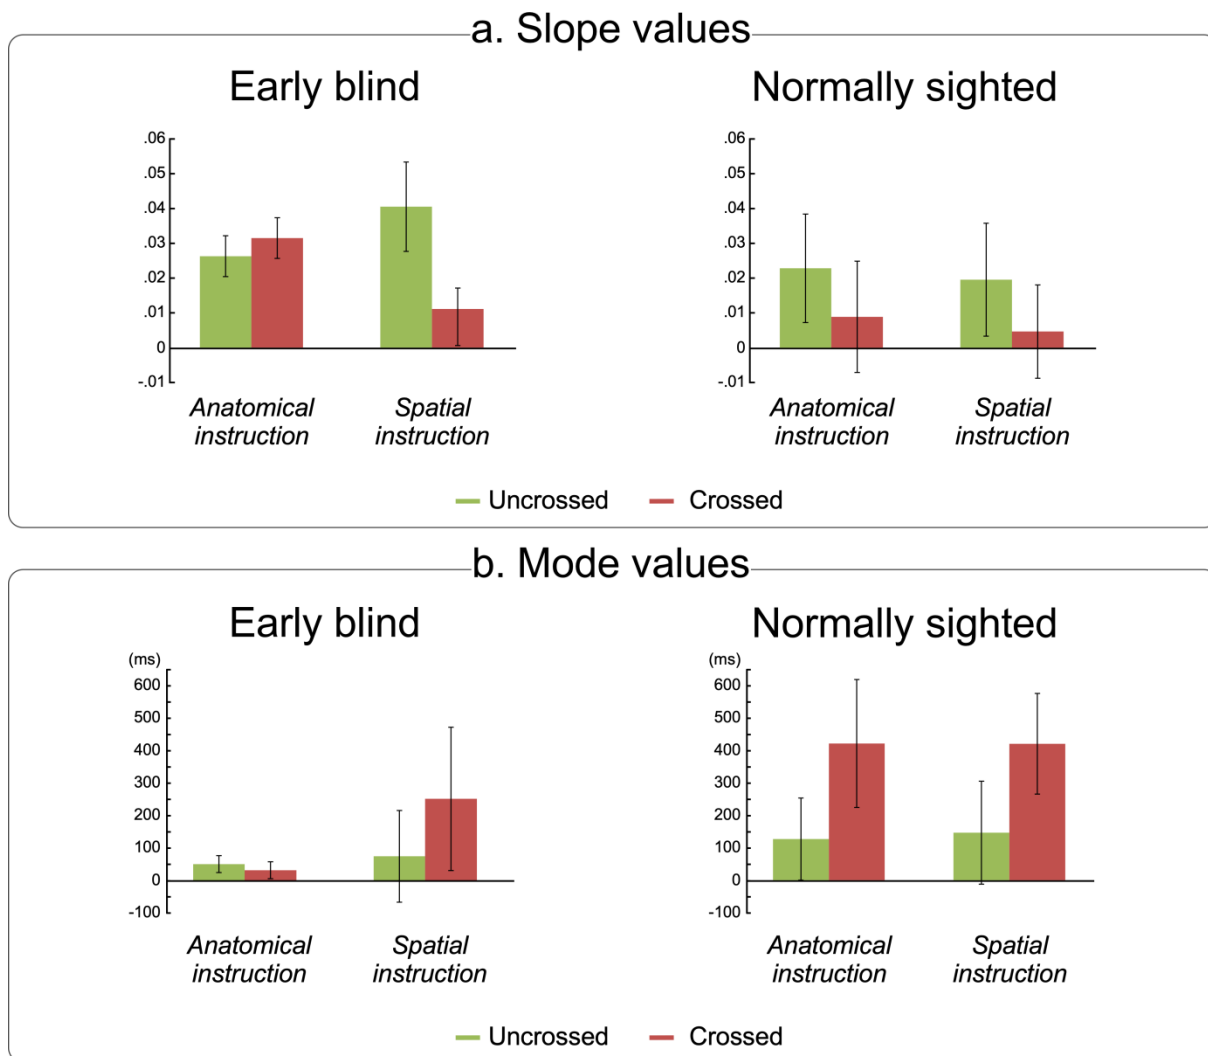 a. Slope values
Early blind
Normally sighted
.06
.05
.04
.03
.02
.01
0
-.01
.06
.05
.04
.03
.02
.01
0
-.01
Anatomical
instruction
Spatial
instruction
Anatomical
instruction
Spatial
instruction
Uncrossed
Crossed
b. Mode values
Early blind
Normally sighted
(ms)
600
500
400
300
200
100
0
-100
(ms)
600
500
400
300
200
100
0
-100
Anatomical
instruction
Spatial
instruction
Anatomical
instruction
Spatial
instruction
Uncrossed
Crossed